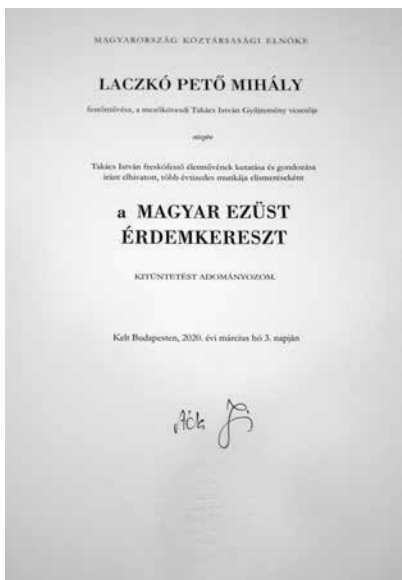 MAGYARORSZÁG KÖZTÁRSASÁGI ELNÖKE
LACZKÓ PETŐ MIHÁLY
festőművész, a mezőkövesdi Takács István Gyűjtemény vezetője
részére
Takács István freskófestő életművének kutatása és gondozása
iránt elhivatott, több évtizedes munkája elismeréseként
a MAGYAR EZÜST
ÉRDEMKERESZT
KITÜNTETÉST ADOMÁNYOZOM.
Kelt Budapesten, 2020. évi március hó 3. napján